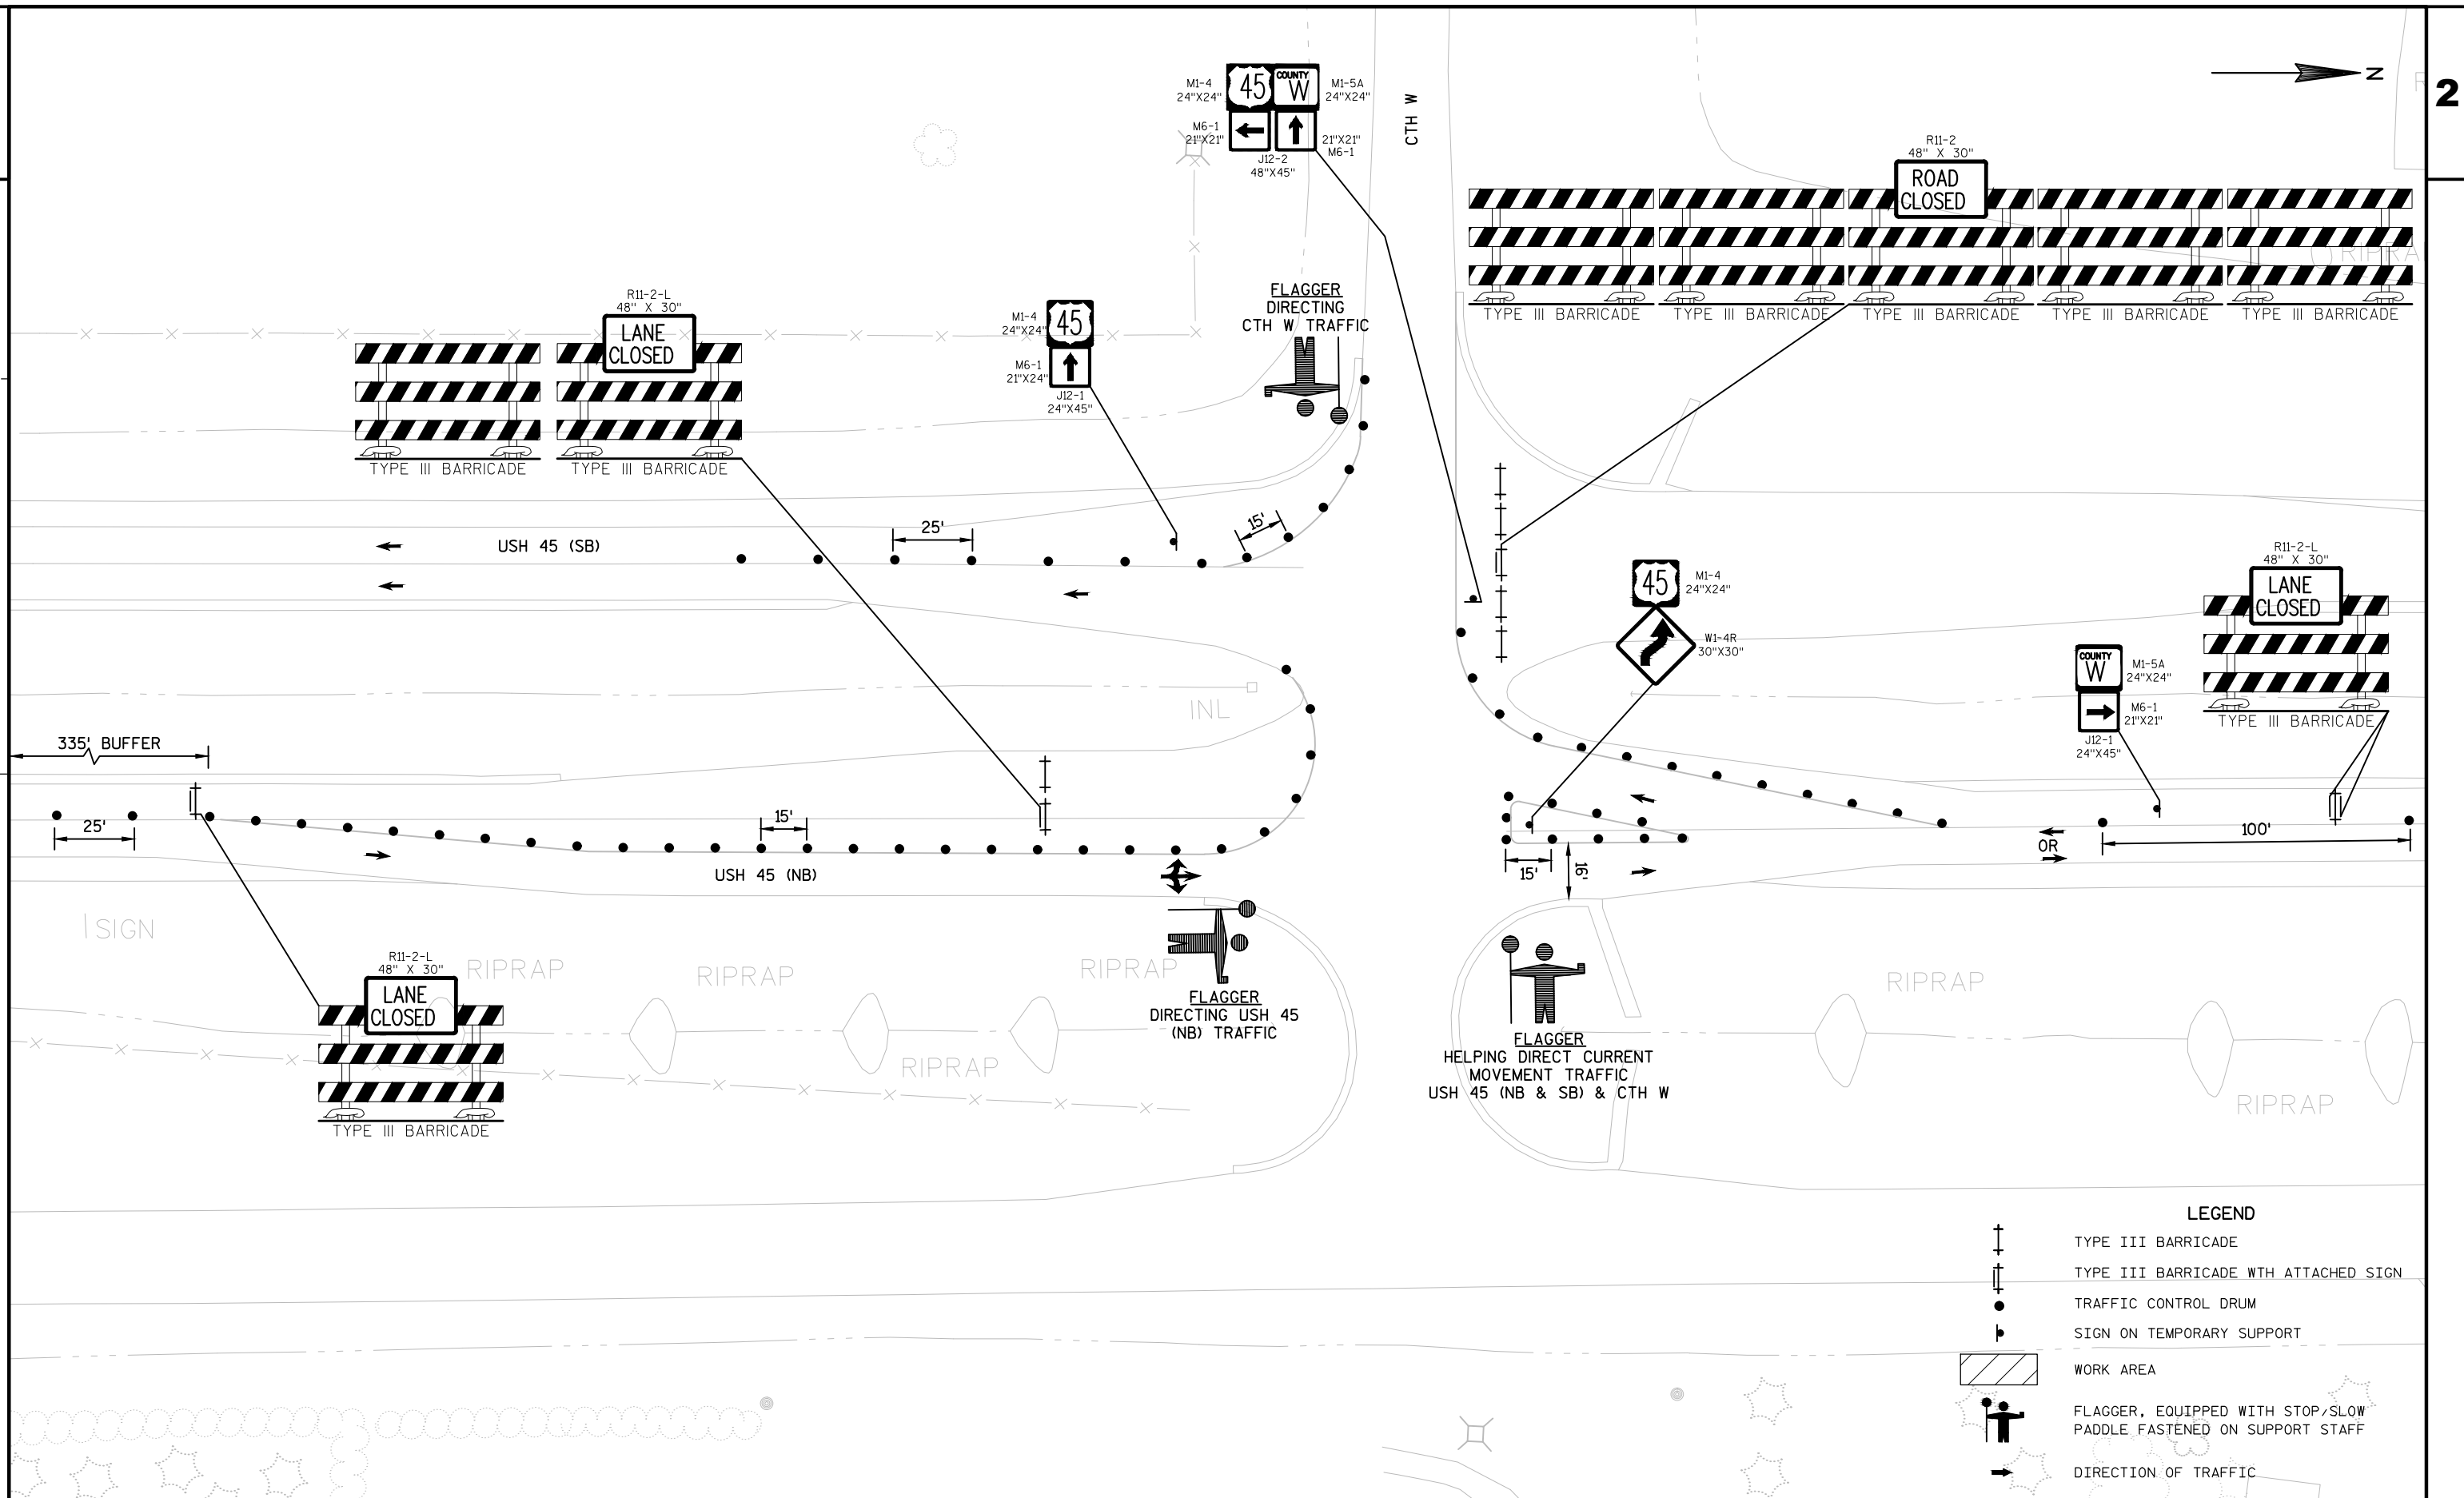 2
N
M1-4
24"X24"
45
COUNTY
W
M1-5A
24"X24"
M6-1
21"X21"
21"X21"
M6-1
J12-2
48"X45"
CTH W
R11-2
48" X 30"
ROAD
CLOSED
TYPE III BARRICADE
TYPE III BARRICADE
TYPE III BARRICADE
TYPE III BARRICADE
TYPE III BARRICADE
RIPRA
R11-2-L
48" X 30"
LANE
CLOSED
TYPE III BARRICADE
TYPE III BARRICADE
M1-4
24"X24"
45
M6-1
21"X24"
J12-1
24"X45"
FLAGGER
DIRECTING
CTH W TRAFFIC
25'
15'
USH 45 (SB)
45
M1-4
24"X24"
W1-4R
30"X30"
R11-2-L
48" X 30"
LANE
CLOSED
TYPE III BARRICADE
COUNTY
W
M1-5A
24"X24"
M6-1
21"X21"
J12-1
24"X45"
INL
335' BUFFER
25'
15'
USH 45 (NB)
15'
16'
OR
100'
SIGN
RIPRAP
RIPRAP
RIPRAP
RIPRAP
RIPRAP
RIPRAP
R11-2-L
48" X 30"
LANE
CLOSED
TYPE III BARRICADE
FLAGGER
DIRECTING USH 45
(NB) TRAFFIC
FLAGGER
HELPING DIRECT CURRENT
MOVEMENT TRAFFIC
USH 45 (NB & SB) & CTH W
LEGEND
TYPE III BARRICADE
TYPE III BARRICADE WTH ATTACHED SIGN
TRAFFIC CONTROL DRUM
SIGN ON TEMPORARY SUPPORT
WORK AREA
FLAGGER, EQUIPPED WITH STOP/SLOW
PADDLE FASTENED ON SUPPORT STAFF
DIRECTION OF TRAFFIC